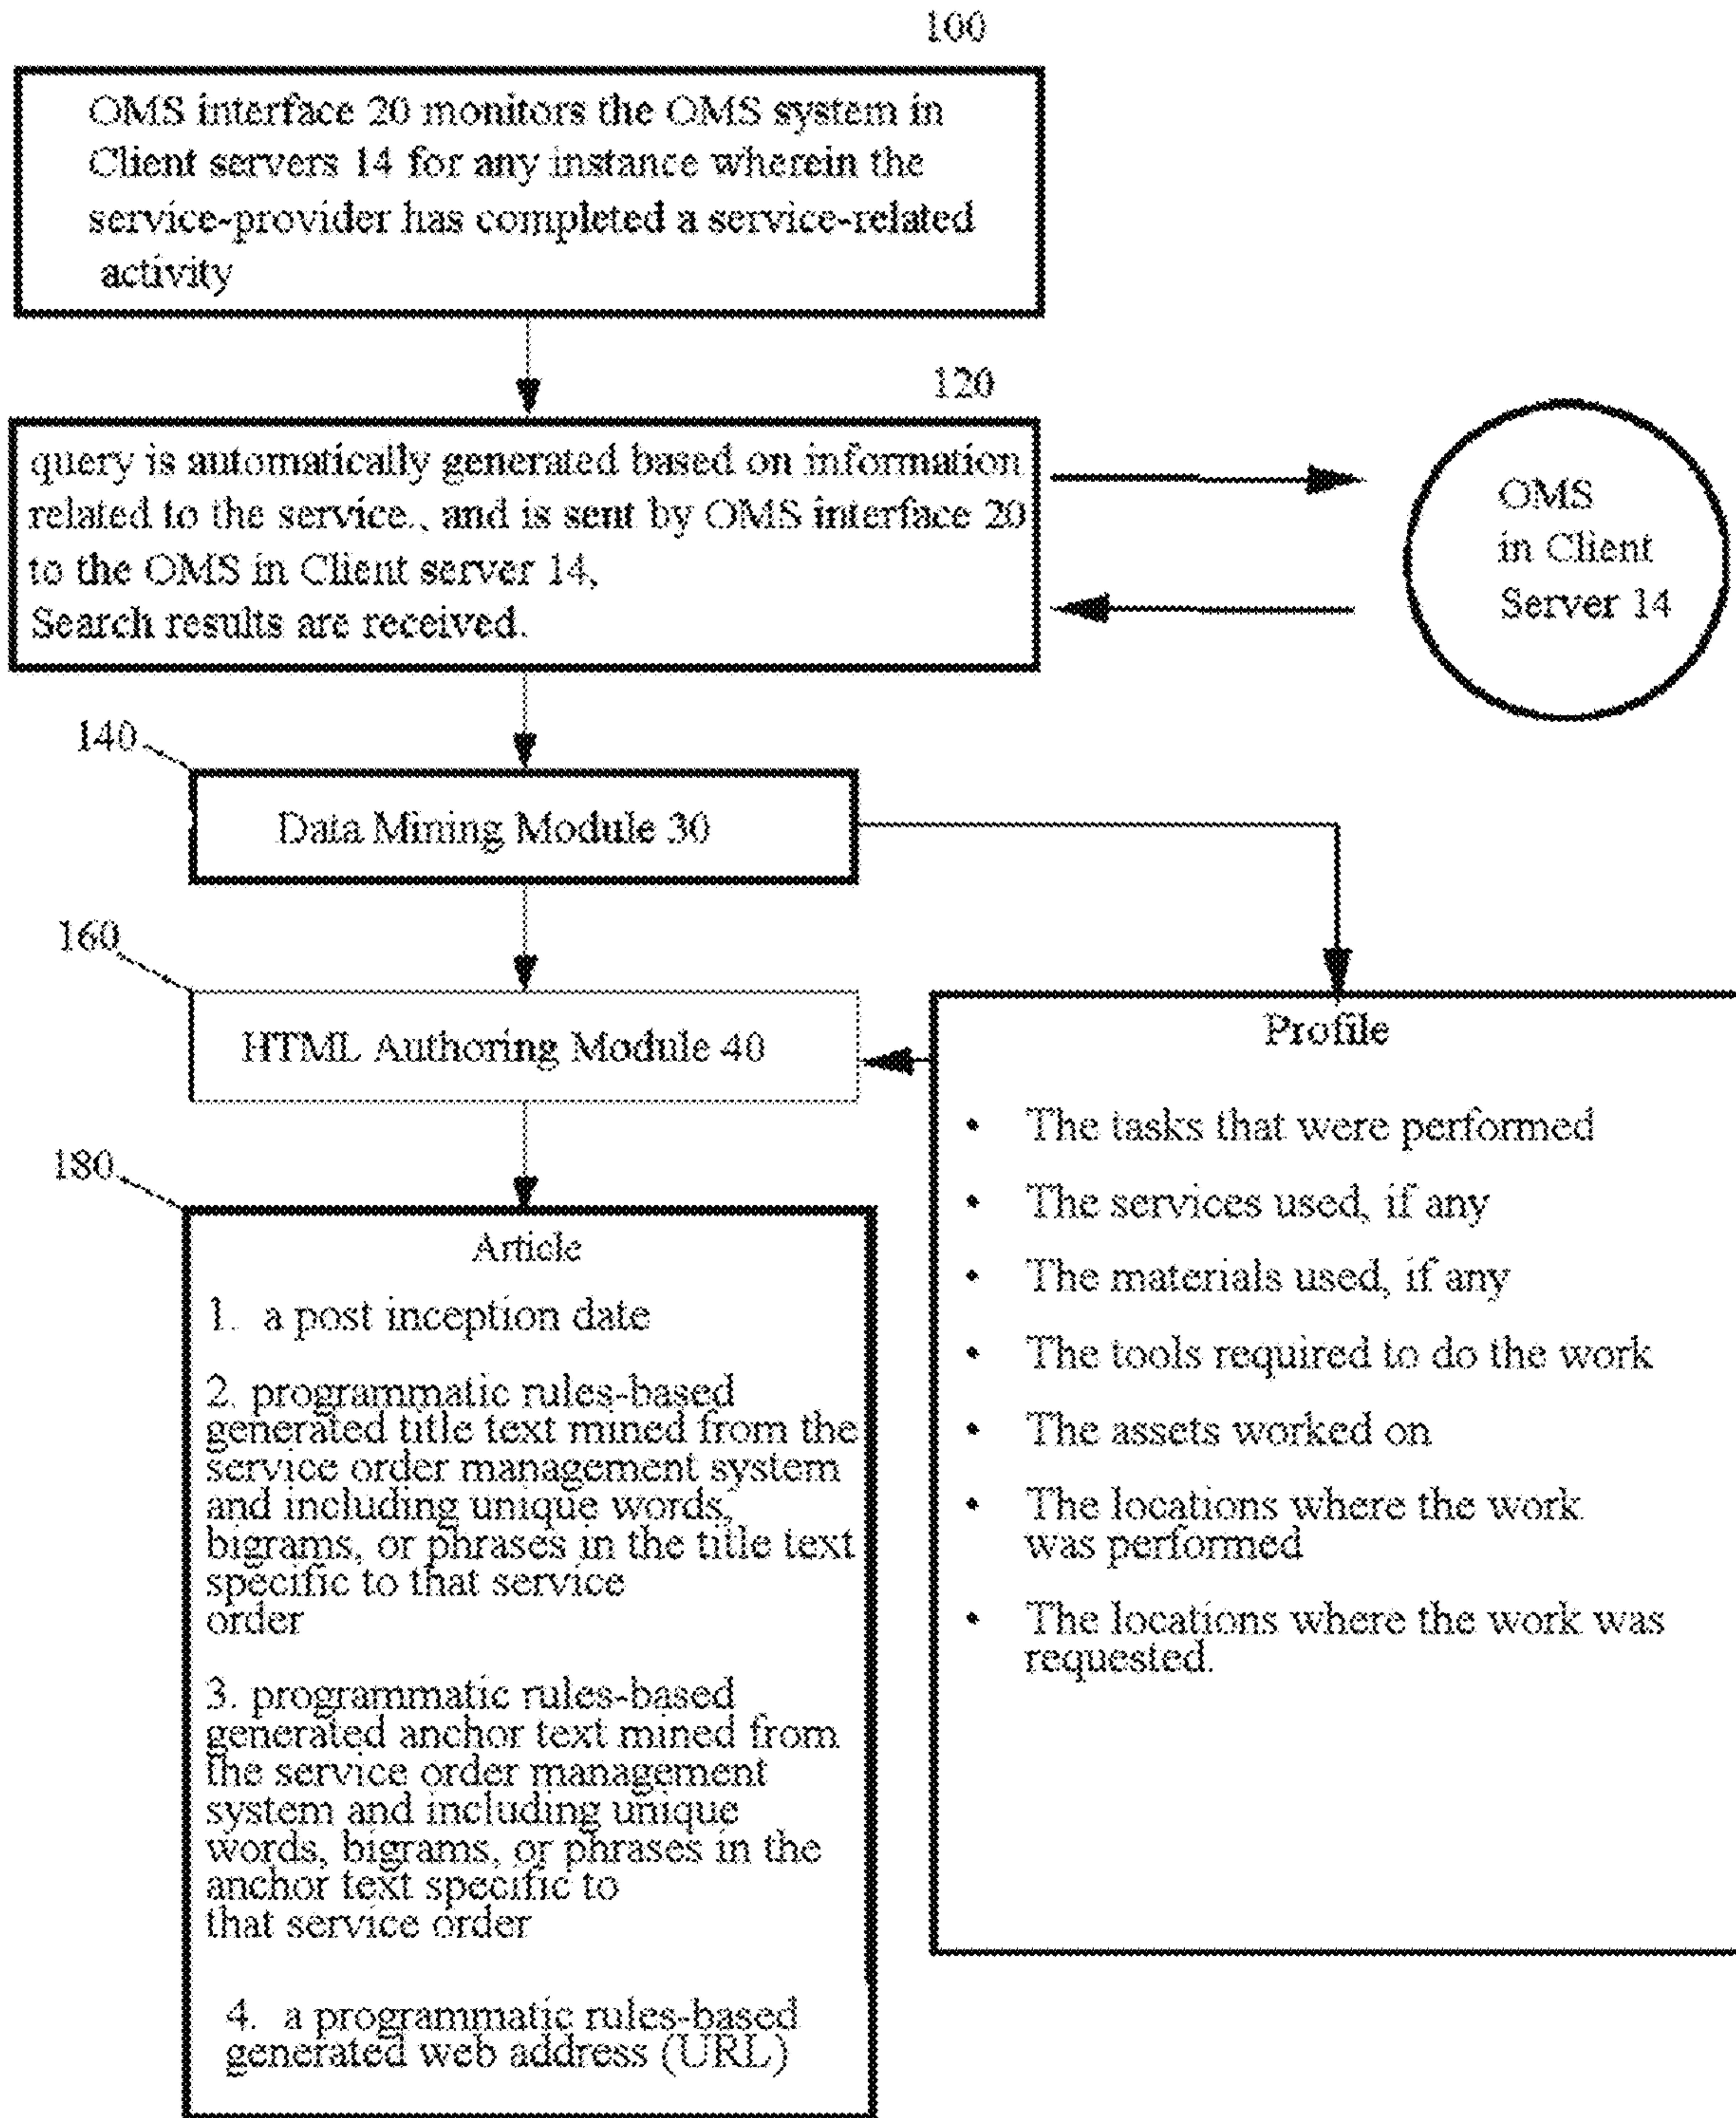 100
OMS interface 20 monitors the OMS system in
Client servers 14 for any instance wherein the
service-provider has completed a service-related
activity
120
query is automatically generated based on information
related to the service., and is sent by OMS interface 20
to the OMS in Client server 14,
Search results are received.
OMS
in Client
Server 14
140
Data Mining Module 30
160
HTML Authoring Module 40
Profile
• The tasks that were performed
• The services used, if any
• The materials used, if any
• The tools required to do the work
• The assets worked on
• The locations where the work
was performed
• The locations where the work was
requested.
180
Article
1. a post inception date
2. programmatic rules-based
generated title text mined from the
service order management system
and including unique words,
bigrams, or phrases in the title text
specific to that service
order
3. programmatic rules-based
generated anchor text mined from
the service order management
system and including unique
words, bigrams, or phrases in the
anchor text specific to
that service order
4. a programmatic rules-based
generated web address (URL)